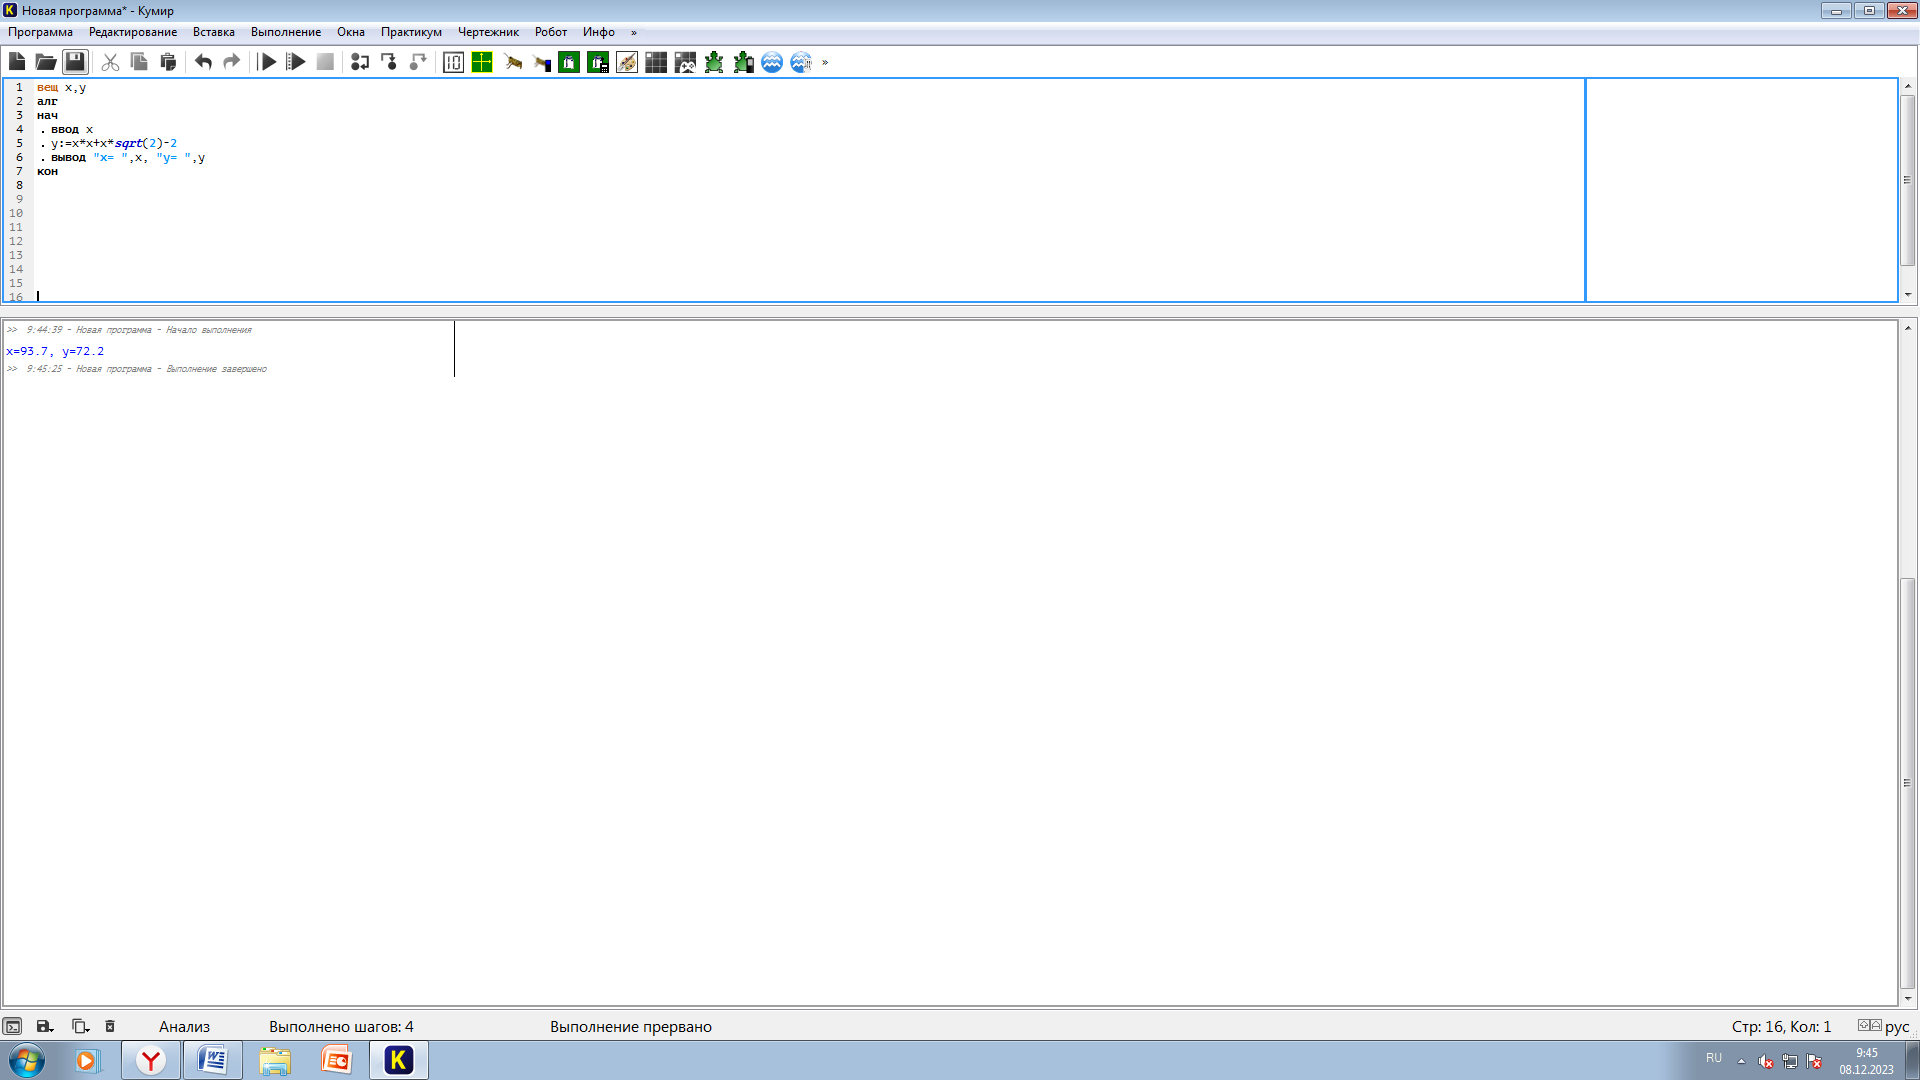 Новая программа* - Кумир
Программа Редактирование Вставка Выполнение Окна Практикум Чертежник Робот Инфо »
»
1 вещ x,y
2 алг
3 нач
4 . ввод x
5 . y:=x*x+x*sqrt(2)-2
6 . вывод "x= ",x, "y= ",y
7 кон
8
9
10
11
12
13
14
15
16
>> 9:44:39 - Новая программа - Начало выполнения
x=93.7, y=72.2
>> 9:45:25 - Новая программа - Выполнение завершено
Анализ Выполнено шагов: 4 Выполнение прервано Стр: 16, Кол: 1 рус
RU 9:45
08.12.2023